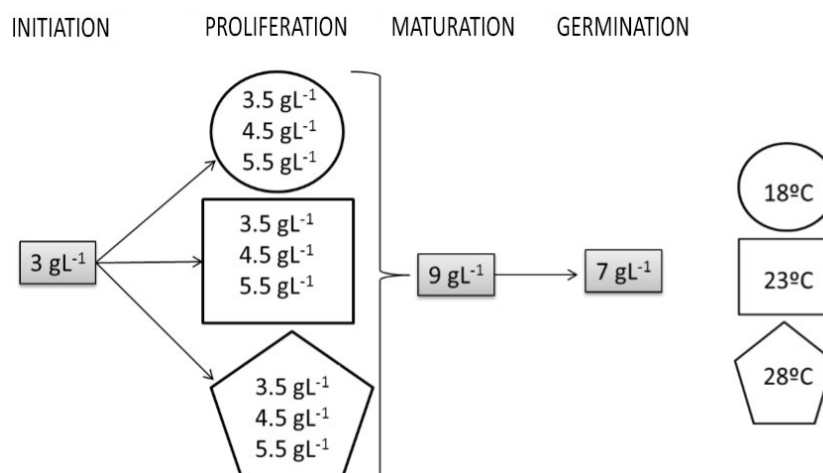 INITIATION PROLIFERATION MATURATION GERMINATION
3.5 gL-1
4.5 gL-1
5.5 gL-1
3.5 gL-1
4.5 gL-1
5.5 gL-1
3 gL-1
9 gL-1
7 gL-1
3.5 gL-1
4.5 gL-1
5.5 gL-1
18ºC
23ºC
28ºC